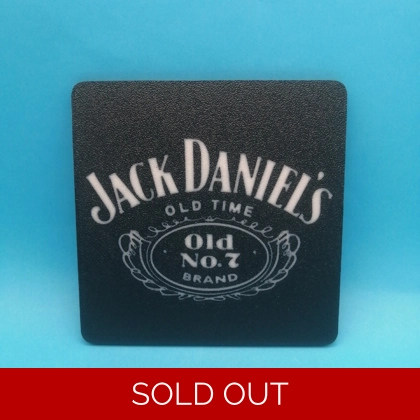 JACK DANIEL'S
OLD TIME
Old
No. 7
BRAND
SOLD OUT